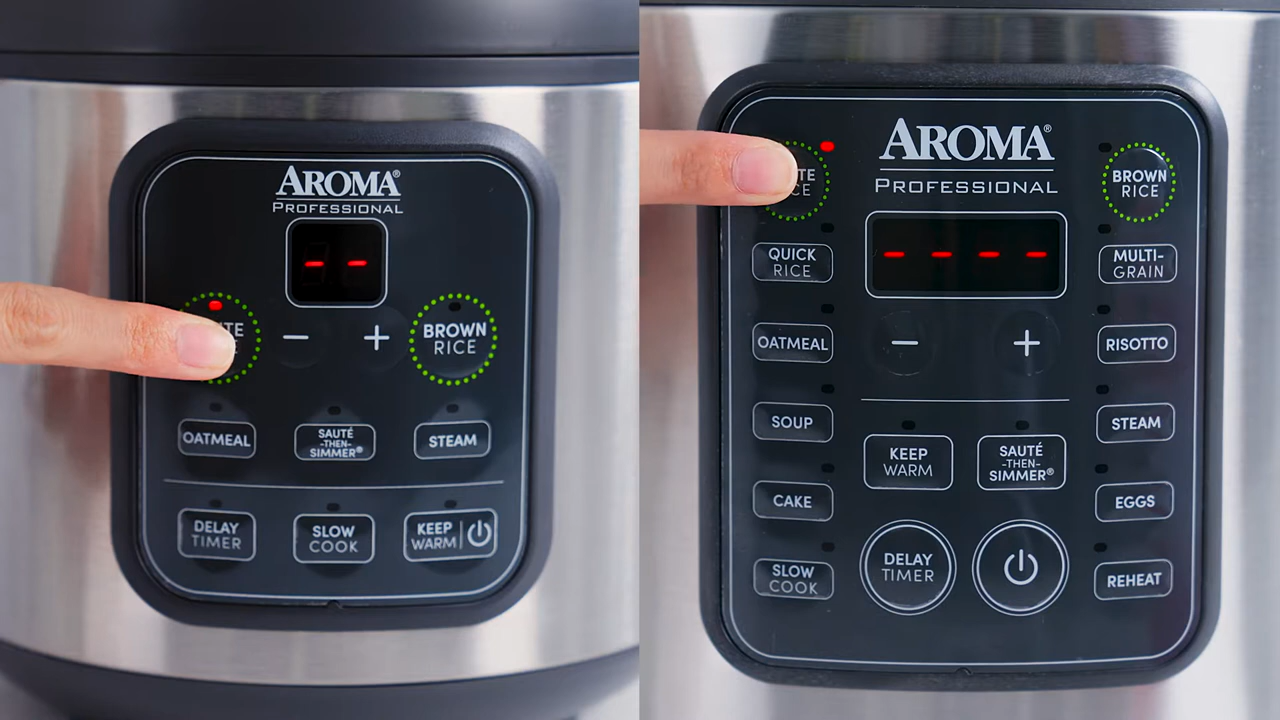 AROMA®
PROFESSIONAL
- -
BROWN
RICE
− +
OATMEAL
SAUTÉ
-THEN-
SIMMER®
STEAM
DELAY
TIMER
SLOW
COOK
KEEP
WARM
AROMA®
PROFESSIONAL
BROWN
RICE
- - - -
QUICK
RICE
MULTI-
GRAIN
OATMEAL
− +
RISOTTO
SOUP
KEEP
WARM
SAUTÉ
-THEN-
SIMMER®
STEAM
CAKE
EGGS
SLOW
COOK
DELAY
TIMER
REHEAT